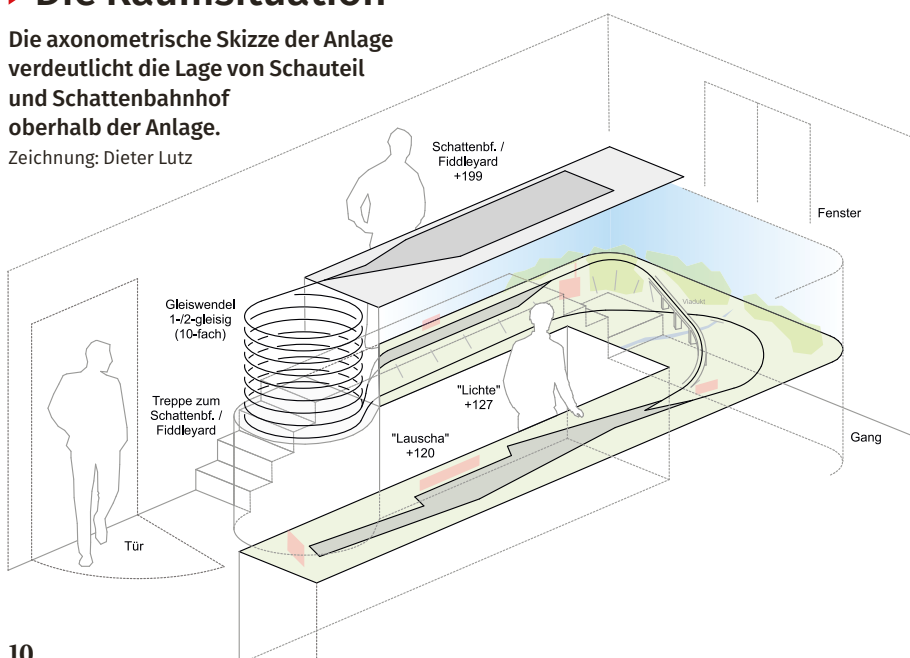 Die Raumsituation
Die axonometrische Skizze der Anlage
verdeutlicht die Lage von Schauteil
und Schattenbahnhof
oberhalb der Anlage.
Zeichnung: Dieter Lutz
Schattenbf. /
Fiddleyard
+199
Fenster
Gleiswendel
1-/2-gleisig
(10-fach)
Viadukt
Treppe zum
Schattenbf. /
Fiddleyard
"Lichte"
+127
"Lauscha"
+120
Gang
Tür
10